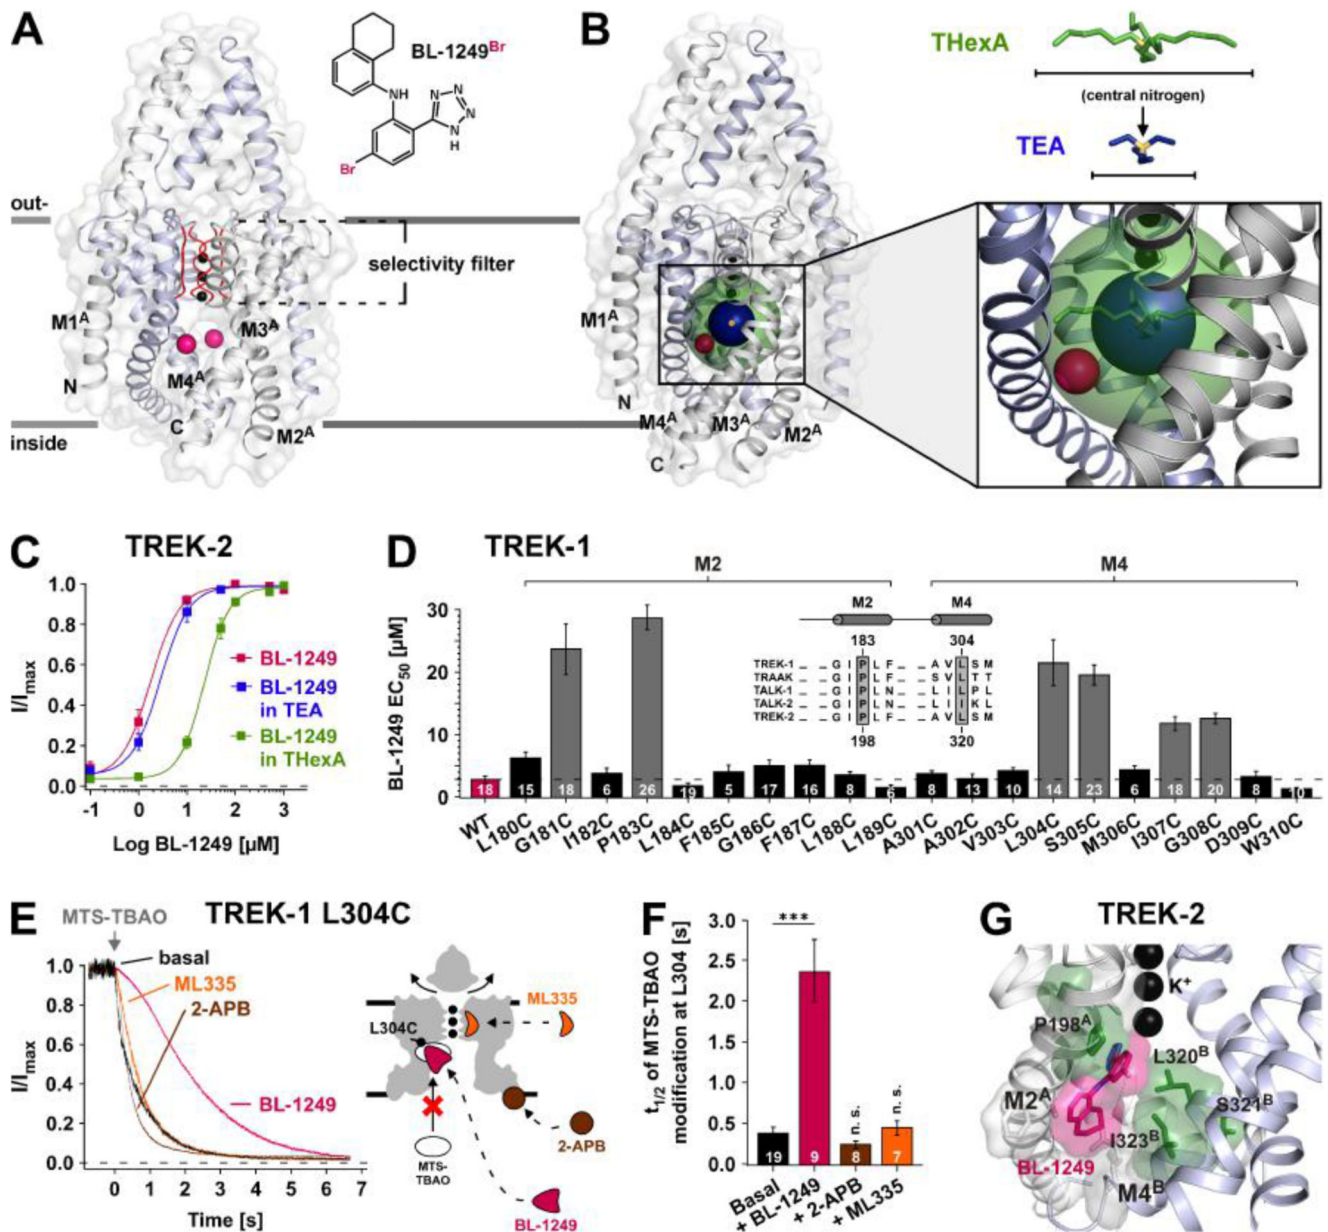 A
BL-1249Br
NH
N
N
N
N
H
Br
out-
selectivity filter
M1A
M3A
M4A
N
C
M2A
inside
B
THexA
(central nitrogen)
TEA
M1A
N
M4A
M3A
M2A
C
C
TREK-2
I/Imax
1.0
0.8
0.6
0.4
0.2
0.0
-1
0
1
2
3
Log BL-1249 [µM]
BL-1249
BL-1249
in TEA
BL-1249
in THexA
D
TREK-1
M2
M4
BL-1249 EC50 [µM]
30
20
10
0
M2
M4
183
304
TREK-1 _ _ G I P L F _ _ A V L S M
TRAAK _ _ G I P L F _ _ S V L T T
TALK-1 _ _ G I P L N _ _ L I L P L
TALK-2 _ _ G I P L N _ _ L I I K L
TREK-2 _ _ G I P L F _ _ A V L S M
198
320
18 15 18 6 26 19 5 17 16 8 5 8 13 10 14 23 6 18 20 8 10
WT L180C G181C I182C P183C L184C F185C G186C F187C L188C L189C A301C A302C V303C L304C S305C M306C I307C G308C D309C W310C
E
TREK-1 L304C
MTS-TBAO
basal
ML335
2-APB
BL-1249
I/Imax
1.0
0.8
0.6
0.4
0.2
0.0
0 1 2 3 4 5 6 7
Time [s]
L304C
ML335
2-APB
MTS-
TBAO
BL-1249
F
t1/2 of MTS-TBAO
modification at L304 [s]
3.0
2.5
2.0
1.5
1.0
0.5
0.0
***
n. s.
n. s.
19
9
8
7
Basal
+ BL-1249
+ 2-APB
+ ML335
G
TREK-2
K+
P198A
L320B
M2A
S321B
I323B
BL-1249
M4B